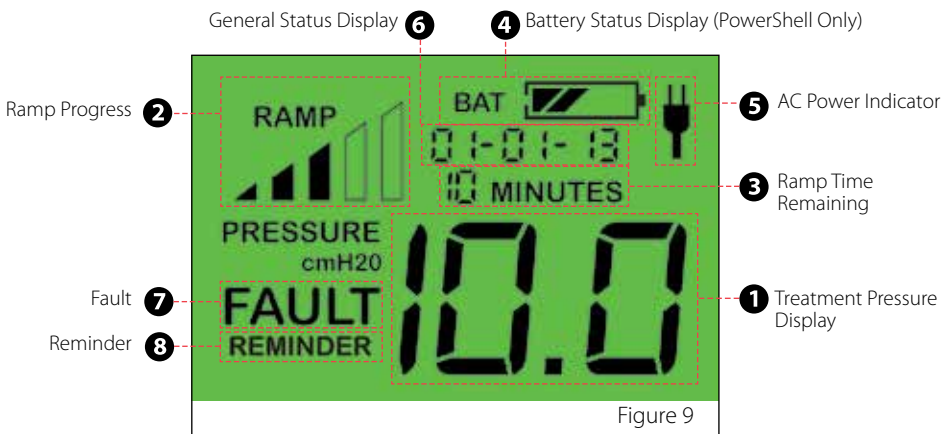 General Status Display 6
4 Battery Status Display (PowerShell Only)
Ramp Progress 2
RAMP
BAT
5 AC Power Indicator
01-01-13
10 MINUTES
3 Ramp Time
Remaining
PRESSURE
cmH20
10.0
1 Treatment Pressure
Display
Fault 7
FAULT
Reminder 8
REMINDER
Figure 9